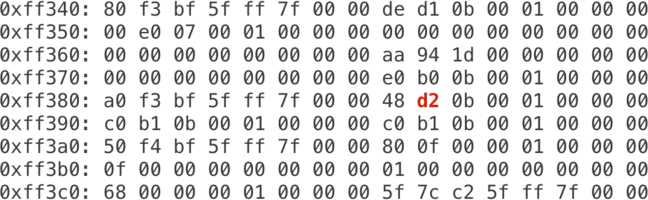 0xff340: 80 f3 bf 5f ff 7f 00 00 de d1 0b 00 01 00 00 00
0xff350: 00 e0 07 00 01 00 00 00 00 00 00 00 00 00 00 00
0xff360: 00 00 00 00 00 00 00 00 aa 94 1d 00 00 00 00 00
0xff370: 00 00 00 00 00 00 00 00 e0 b0 0b 00 01 00 00 00
0xff380: a0 f3 bf 5f ff 7f 00 00 48 d2 0b 00 01 00 00 00
0xff390: c0 b1 0b 00 01 00 00 00 c0 b1 0b 00 01 00 00 00
0xff3a0: 50 f4 bf 5f ff 7f 00 00 80 0f 00 00 01 00 00 00
0xff3b0: 0f 00 00 00 00 00 00 00 01 00 00 00 00 00 00 00
0xff3c0: 68 00 00 00 01 00 00 00 5f 7c c2 5f ff 7f 00 00